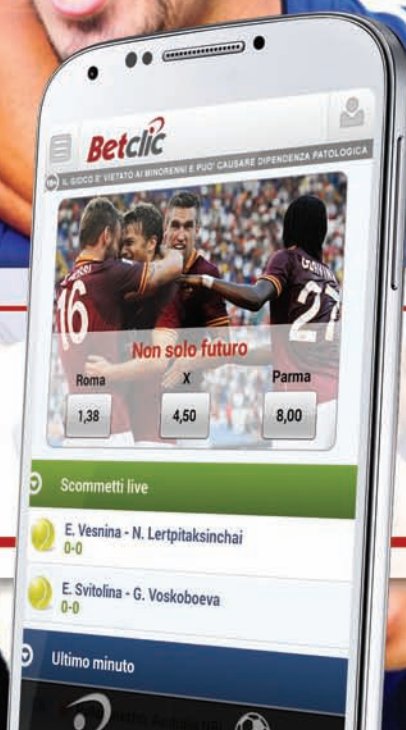 Betclic
18+ IL GIOCO E' VIETATO AI MINORENNI E PUO' CAUSARE DIPENDENZA PATOLOGICA
16
27
Non solo futuro
Roma X Parma
1,38 4,50 8,00
Scommetti live
E. Vesnina - N. Lertpitaksinchai
0-0
E. Svitolina - G. Voskoboeva
0-0
Ultimo minuto